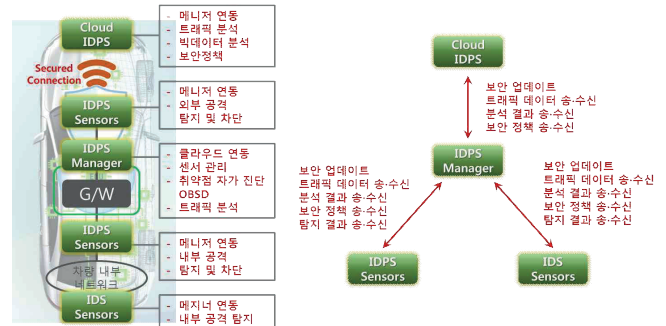 Cloud
IDPS
- 메니저 연동
- 트래픽 분석
- 빅데이터 분석
- 보안정책
Secured
Connection
IDPS
Sensors
- 메니저 연동
- 외부 공격
탐지 및 차단
IDPS
Manager
G/W
- 클라우드 연동
- 센서 관리
- 취약점 자가 진단
OBSD
- 트래픽 분석
IDPS
Sensors
- 메니저 연동
- 내부 공격
- 탐지 및 차단
차량 내부
네트워크
IDS
Sensors
- 메지너 연동
- 내부 공격 탐지
Cloud
IDPS
보안 업데이트
트래픽 데이터 송·수신
분석 결과 송·수신
보안 정책 송·수신
IDPS
Manager
보안 업데이트
트래픽 데이터 송·수신
분석 결과 송·수신
보안 정책 송·수신
탐지 결과 송·수신
보안 업데이트
트래픽 데이터 송·수신
분석 결과 송·수신
보안 정책 송·수신
탐지 결과 송·수신
IDPS
Sensors
IDS
Sensors